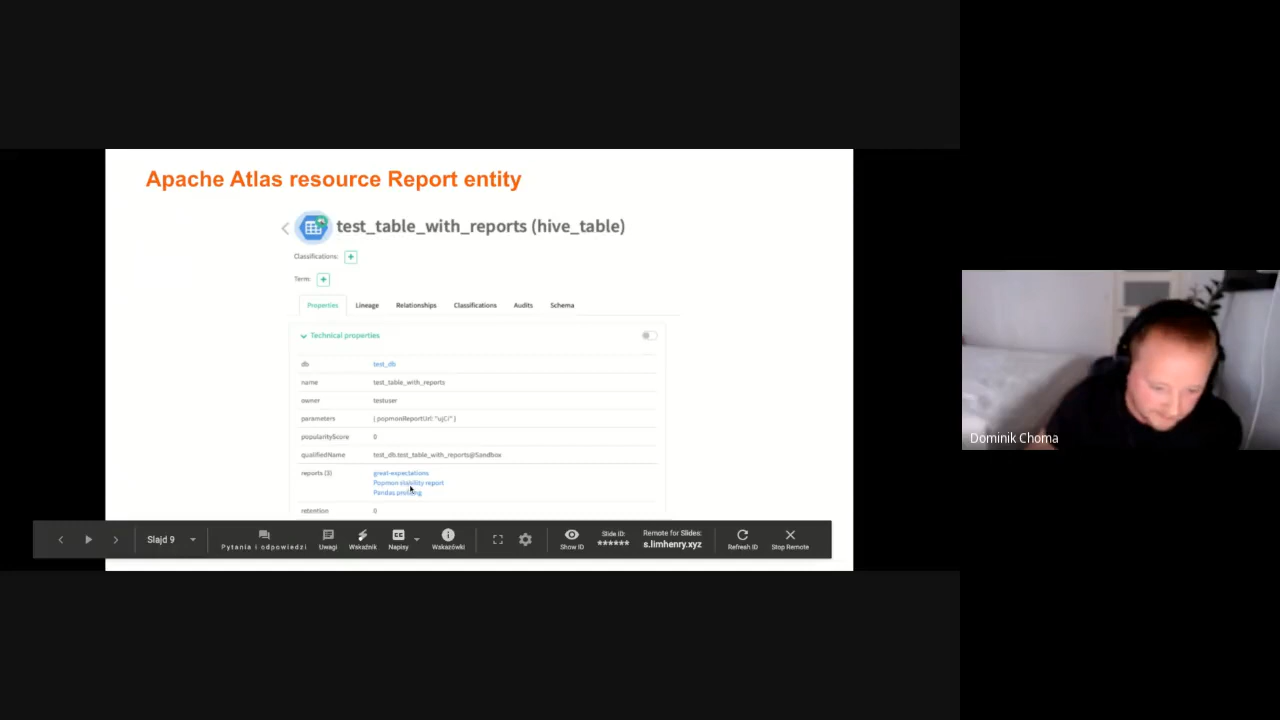 Apache Atlas resource Report entity
test_table_with_reports (hive_table)
Classifications:
Term:
Properties Lineage Relationships Classifications Audits Schema
Technical properties
db test_db
name test_table_with_reports
owner testuser
parameters
popularityScore 0
qualifiedName test_db.test_table_with_reports@Sandbox
reports (3) great-expectations
Popmon stability report
Pandas profiling
retention 0
Slajd 9 Pytania i odpowiedzi Uwagi Wskaźnik Napisy Wskazówki Show ID Slide ID: ****** Remote for Slides: s.limhenry.xyz Refresh ID Stop Remote
Dominik Choma